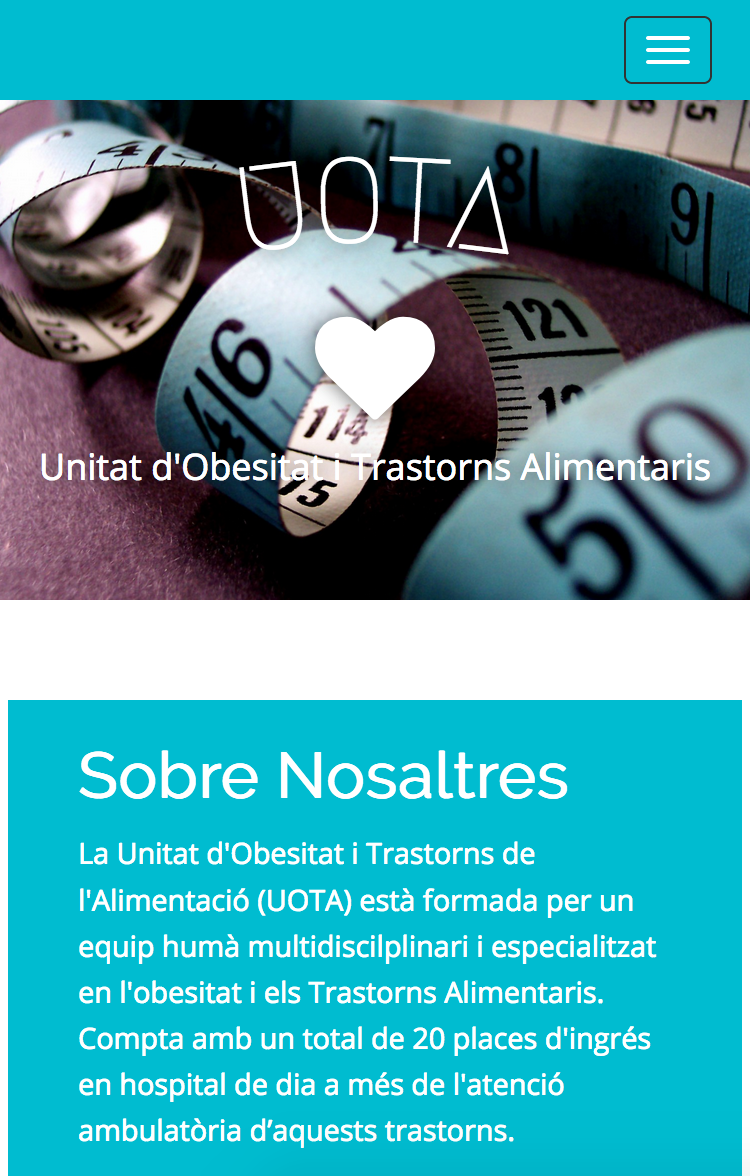 UOTA
Unitat d'Obesitat i Trastorns Alimentaris
Sobre Nosaltres
La Unitat d'Obesitat i Trastorns de
l'Alimentació (UOTA) està formada per un
equip humà multidiscilplinari i especialitzat
en l'obesitat i els Trastorns Alimentaris.
Compta amb un total de 20 places d'ingrés
en hospital de dia a més de l'atenció
ambulatòria d’aquests trastorns.